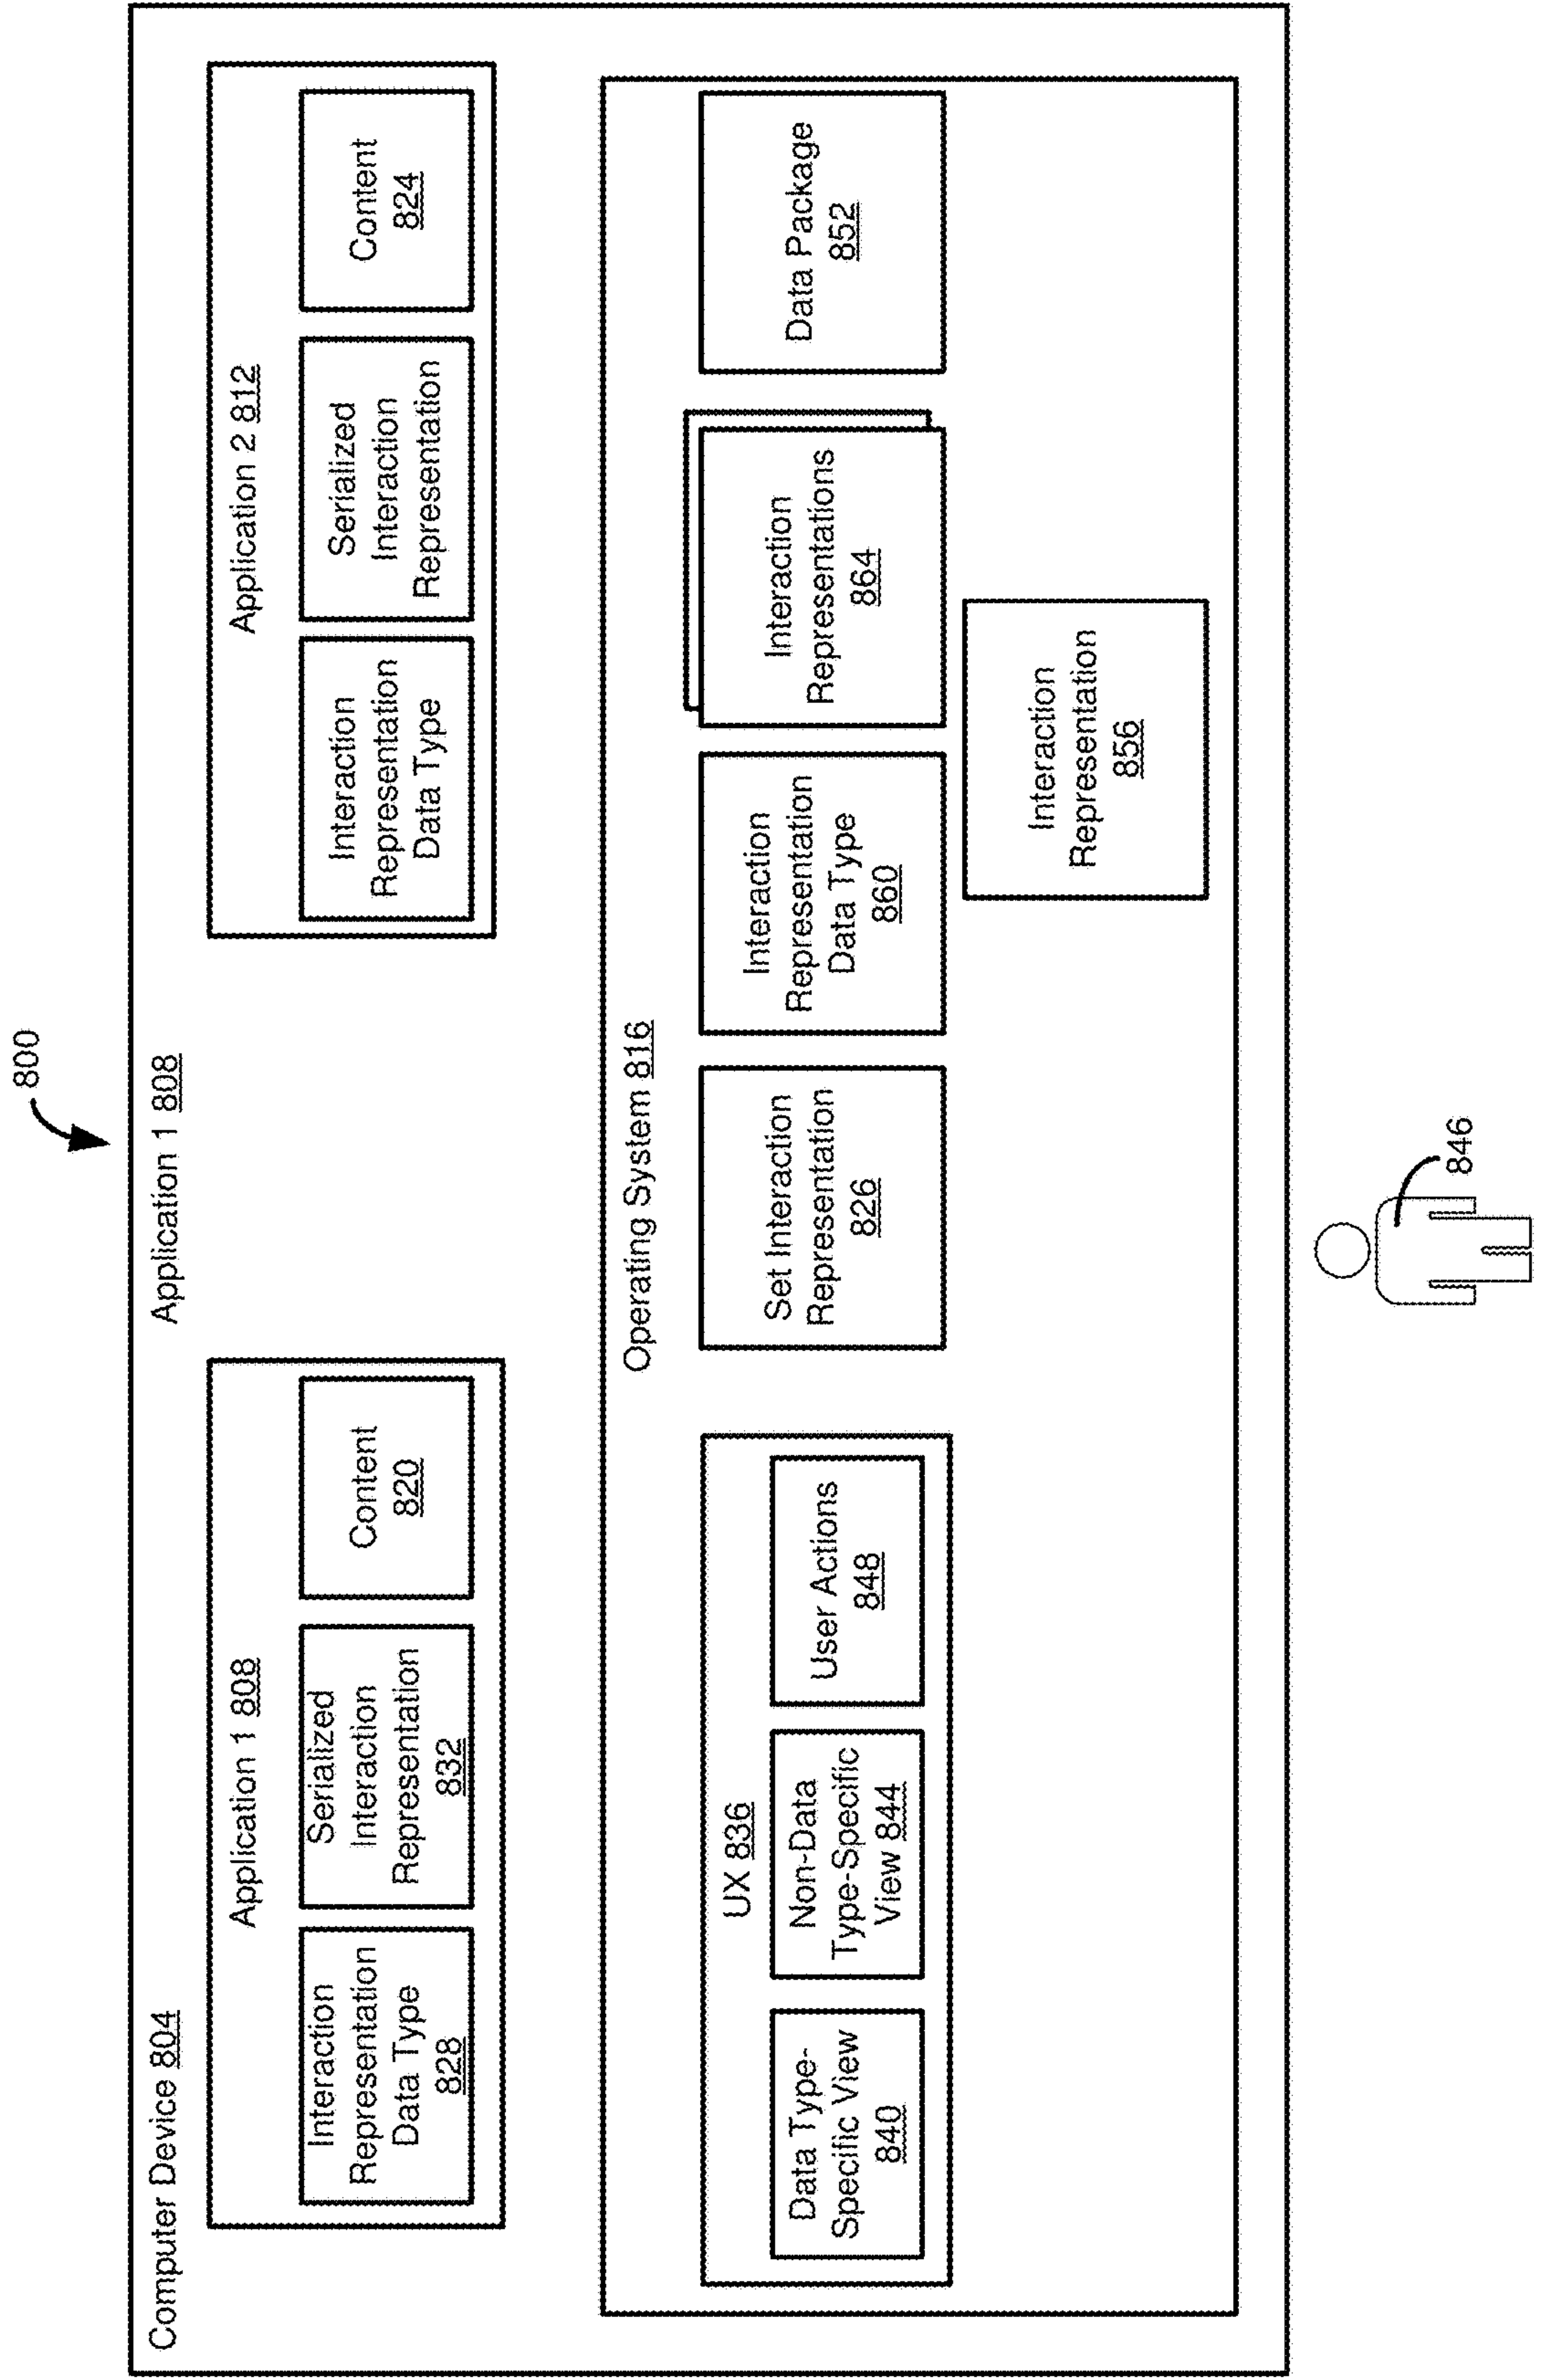 800
Computer Device 804
Application 1 808
Application 1 808
Interaction
Representation
Data Type
828
Serialized
Interaction
Representation
832
Content
820
Application 2 812
Interaction
Representation
Data Type
Serialized
Interaction
Representation
Content
824
Operating System 816
UX 836
Data Type-
Specific View
840
Non-Data
Type-Specific
View 844
User Actions
848
Set Interaction
Representation
826
Interaction
Representation
Data Type
860
Interaction
Representations
864
Data Package
852
Interaction
Representation
856
846